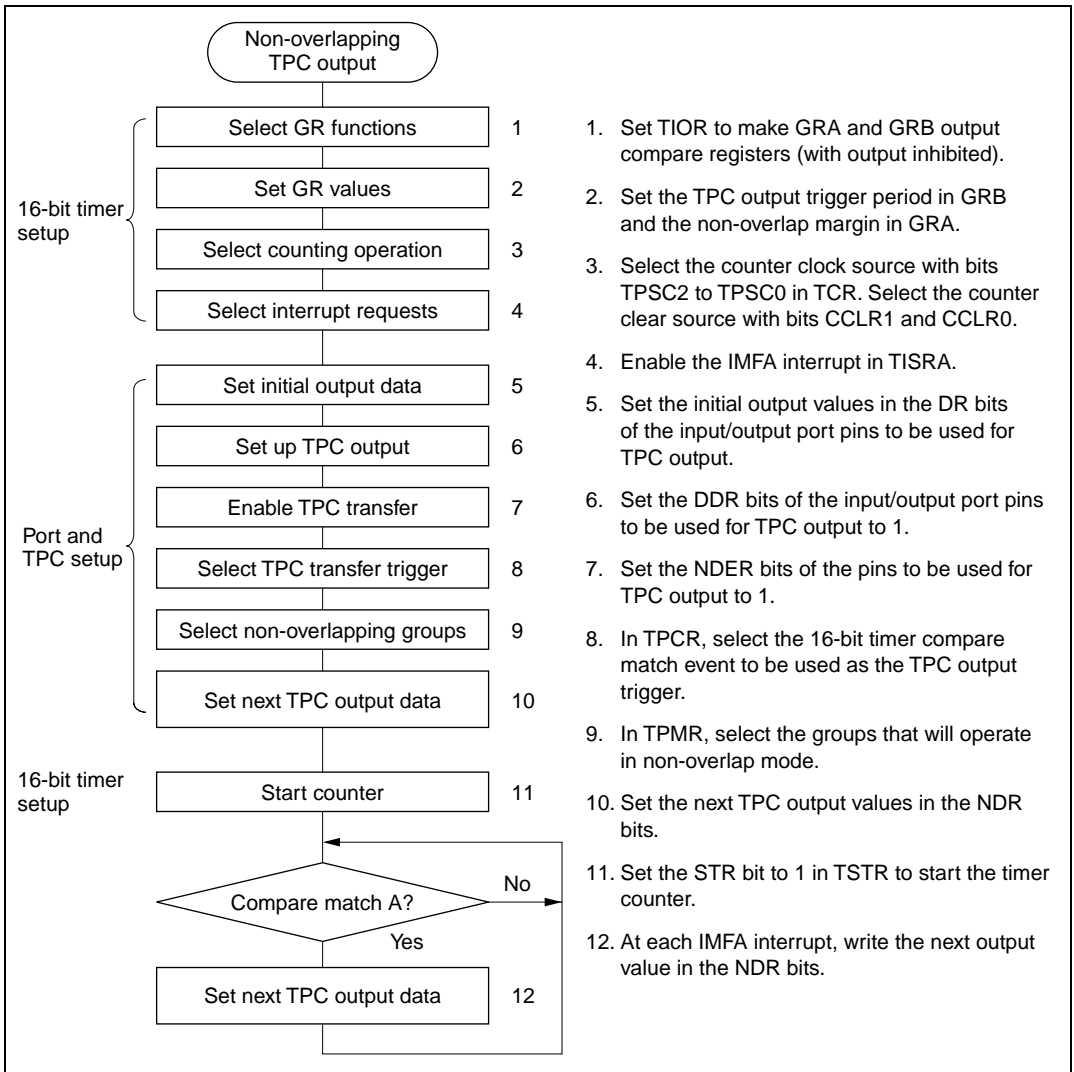 Non-overlapping
TPC output
16-bit timer
setup
Select GR functions 1
Set GR values 2
Select counting operation 3
Select interrupt requests 4
Port and
TPC setup
Set initial output data 5
Set up TPC output 6
Enable TPC transfer 7
Select TPC transfer trigger 8
Select non-overlapping groups 9
Set next TPC output data 10
16-bit timer
setup
Start counter 11
Compare match A?
No
Yes
Set next TPC output data 12
1. Set TIOR to make GRA and GRB output
compare registers (with output inhibited).
2. Set the TPC output trigger period in GRB
and the non-overlap margin in GRA.
3. Select the counter clock source with bits
TPSC2 to TPSC0 in TCR. Select the counter
clear source with bits CCLR1 and CCLR0.
4. Enable the IMFA interrupt in TISRA.
5. Set the initial output values in the DR bits
of the input/output port pins to be used for
TPC output.
6. Set the DDR bits of the input/output port pins
to be used for TPC output to 1.
7. Set the NDER bits of the pins to be used for
TPC output to 1.
8. In TPCR, select the 16-bit timer compare
match event to be used as the TPC output
trigger.
9. In TPMR, select the groups that will operate
in non-overlap mode.
10. Set the next TPC output values in the NDR
bits.
11. Set the STR bit to 1 in TSTR to start the timer
counter.
12. At each IMFA interrupt, write the next output
value in the NDR bits.